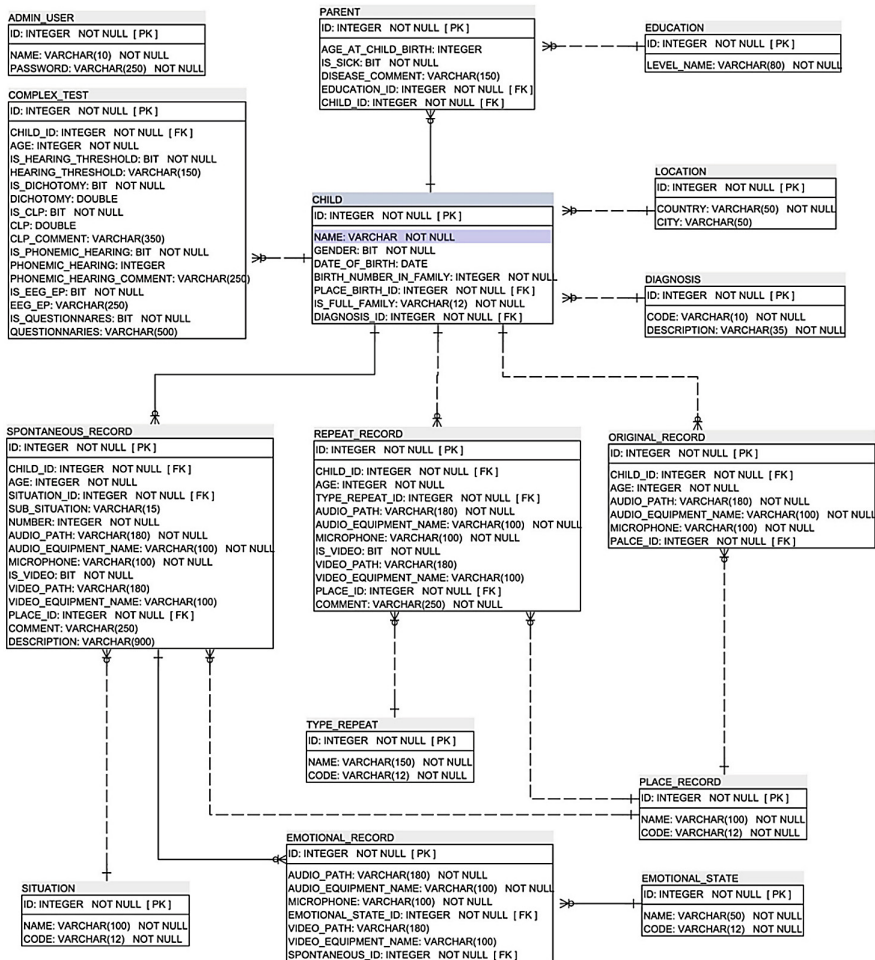 ADMIN_USER
ID: INTEGER NOT NULL [ PK ]
NAME: VARCHAR(10) NOT NULL
PASSWORD: VARCHAR(250) NOT NULL
PARENT
ID: INTEGER NOT NULL [ PK ]
AGE_AT_CHILD_BIRTH: INTEGER
IS_SICK: BIT NOT NULL
DISEASE_COMMENT: VARCHAR(150)
EDUCATION_ID: INTEGER NOT NULL [ FK ]
CHILD_ID: INTEGER NOT NULL [ FK ]
EDUCATION
ID: INTEGER NOT NULL [ PK ]
LEVEL_NAME: VARCHAR(80) NOT NULL
COMPLEX_TEST
ID: INTEGER NOT NULL [ PK ]
CHILD_ID: INTEGER NOT NULL [ FK ]
AGE: INTEGER NOT NULL
IS_HEARING_THRESHOLD: BIT NOT NULL
HEARING_THRESHOLD: VARCHAR(150)
IS_DICHOTOMY: BIT NOT NULL
DICHOTOMY: DOUBLE
IS_CLP: BIT NOT NULL
CLP: DOUBLE
CLP_COMMENT: VARCHAR(350)
IS_PHONEMIC_HEARING: BIT NOT NULL
PHONEMIC_HEARING: INTEGER
PHONEMIC_HEARING_COMMENT: VARCHAR(250)
IS_EEG_EP: BIT NOT NULL
EEG_EP: VARCHAR(250)
IS_QUESTIONNARES: BIT NOT NULL
QUESTIONNARIES: VARCHAR(500)
CHILD
ID: INTEGER NOT NULL [ PK ]
NAME: VARCHAR NOT NULL
GENDER: BIT NOT NULL
DATE_OF_BIRTH: DATE
BIRTH_NUMBER_IN_FAMILY: INTEGER NOT NULL
PLACE_BIRTH_ID: INTEGER NOT NULL [ FK ]
IS_FULL_FAMILY: VARCHAR(12) NOT NULL
DIAGNOSIS_ID: INTEGER NOT NULL [ FK ]
LOCATION
ID: INTEGER NOT NULL [ PK ]
COUNTRY: VARCHAR(50) NOT NULL
CITY: VARCHAR(50)
DIAGNOSIS
ID: INTEGER NOT NULL [ PK ]
CODE: VARCHAR(10) NOT NULL
DESCRIPTION: VARCHAR(35) NOT NULL
SPONTANEOUS_RECORD
ID: INTEGER NOT NULL [ PK ]
CHILD_ID: INTEGER NOT NULL [ FK ]
AGE: INTEGER NOT NULL
SITUATION_ID: INTEGER NOT NULL [ FK ]
SUB_SITUATION: VARCHAR(15)
NUMBER: INTEGER NOT NULL
AUDIO_PATH: VARCHAR(180) NOT NULL
AUDIO_EQUIPMENT_NAME: VARCHAR(100) NOT NULL
MICROPHONE: VARCHAR(100) NOT NULL
IS_VIDEO: BIT NOT NULL
VIDEO_PATH: VARCHAR(180)
VIDEO_EQUIPMENT_NAME: VARCHAR(100)
PLACE_ID: INTEGER NOT NULL [ FK ]
COMMENT: VARCHAR(250)
DESCRIPTION: VARCHAR(900)
REPEAT_RECORD
ID: INTEGER NOT NULL [ PK ]
CHILD_ID: INTEGER NOT NULL [ FK ]
AGE: INTEGER NOT NULL
TYPE_REPEAT_ID: INTEGER NOT NULL [ FK ]
AUDIO_PATH: VARCHAR(180) NOT NULL
AUDIO_EQUIPMENT_NAME: VARCHAR(100) NOT NULL
MICROPHONE: VARCHAR(100) NOT NULL
IS_VIDEO: BIT NOT NULL
VIDEO_PATH: VARCHAR(180)
VIDEO_EQUIPMENT_NAME: VARCHAR(100)
PLACE_ID: INTEGER NOT NULL [ FK ]
COMMENT: VARCHAR(250) NOT NULL
ORIGINAL_RECORD
ID: INTEGER NOT NULL [ PK ]
CHILD_ID: INTEGER NOT NULL [ FK ]
AGE: INTEGER NOT NULL
AUDIO_PATH: VARCHAR(180) NOT NULL
AUDIO_EQUIPMENT_NAME: VARCHAR(100) NOT NULL
MICROPHONE: VARCHAR(100) NOT NULL
PALCE_ID: INTEGER NOT NULL [ FK ]
TYPE_REPEAT
ID: INTEGER NOT NULL [ PK ]
NAME: VARCHAR(150) NOT NULL
CODE: VARCHAR(12) NOT NULL
PLACE_RECORD
ID: INTEGER NOT NULL [ PK ]
NAME: VARCHAR(100) NOT NULL
CODE: VARCHAR(12) NOT NULL
SITUATION
ID: INTEGER NOT NULL [ PK ]
NAME: VARCHAR(100) NOT NULL
CODE: VARCHAR(12) NOT NULL
EMOTIONAL_RECORD
ID: INTEGER NOT NULL [ PK ]
AUDIO_PATH: VARCHAR(180) NOT NULL
AUDIO_EQUIPMENT_NAME: VARCHAR(100) NOT NULL
MICROPHONE: VARCHAR(100) NOT NULL
EMOTIONAL_STATE_ID: INTEGER NOT NULL [ FK ]
VIDEO_PATH: VARCHAR(180)
VIDEO_EQUIPMENT_NAME: VARCHAR(100)
SPONTANEOUS_ID: INTEGER NOT NULL [ FK ]
EMOTIONAL_STATE
ID: INTEGER NOT NULL [ PK ]
NAME: VARCHAR(50) NOT NULL
CODE: VARCHAR(12) NOT NULL